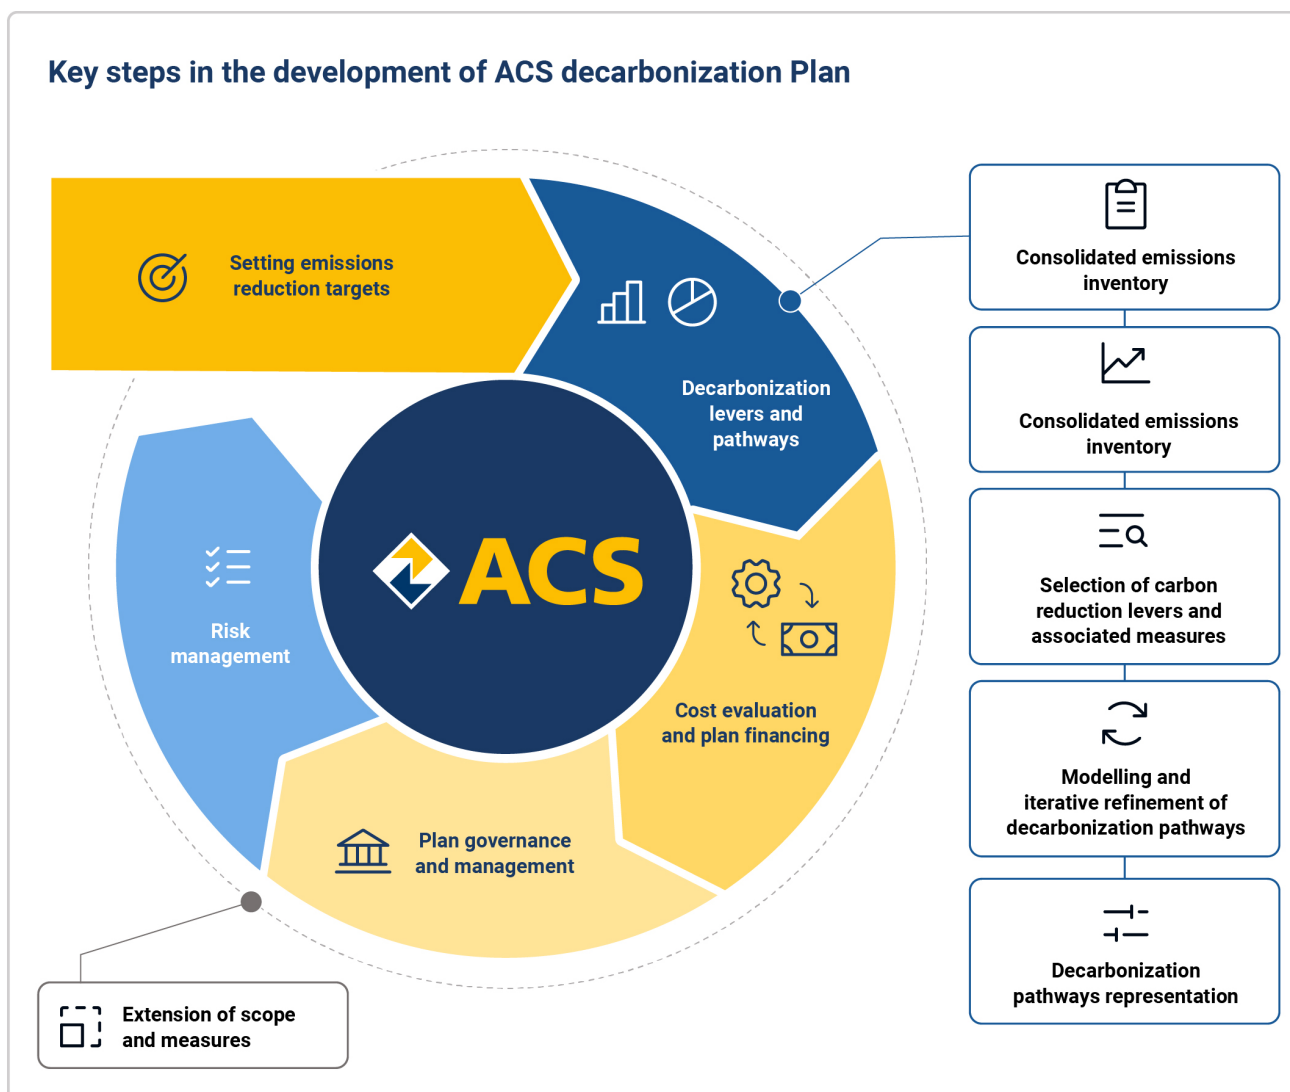 Key steps in the development of ACS decarbonization Plan
Setting emissions
reduction targets
Decarbonization
levers and
pathways
Cost evaluation
and plan financing
Plan governance
and management
Risk
management
ACS
Extension of scope
and measures
Consolidated emissions
inventory
Consolidated emissions
inventory
Selection of carbon
reduction levers and
associated measures
Modelling and
iterative refinement of
decarbonization pathways
Decarbonization
pathways representation